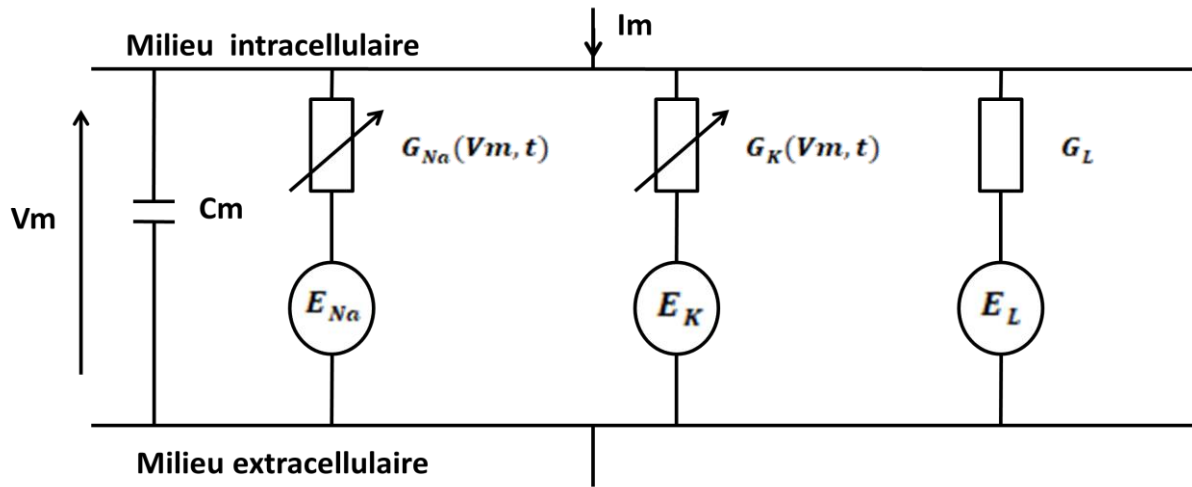 Im
Milieu intracellulaire
G_Na(Vm, t)
G_K(Vm, t)
G_L
Vm
Cm
E_Na
E_K
E_L
Milieu extracellulaire